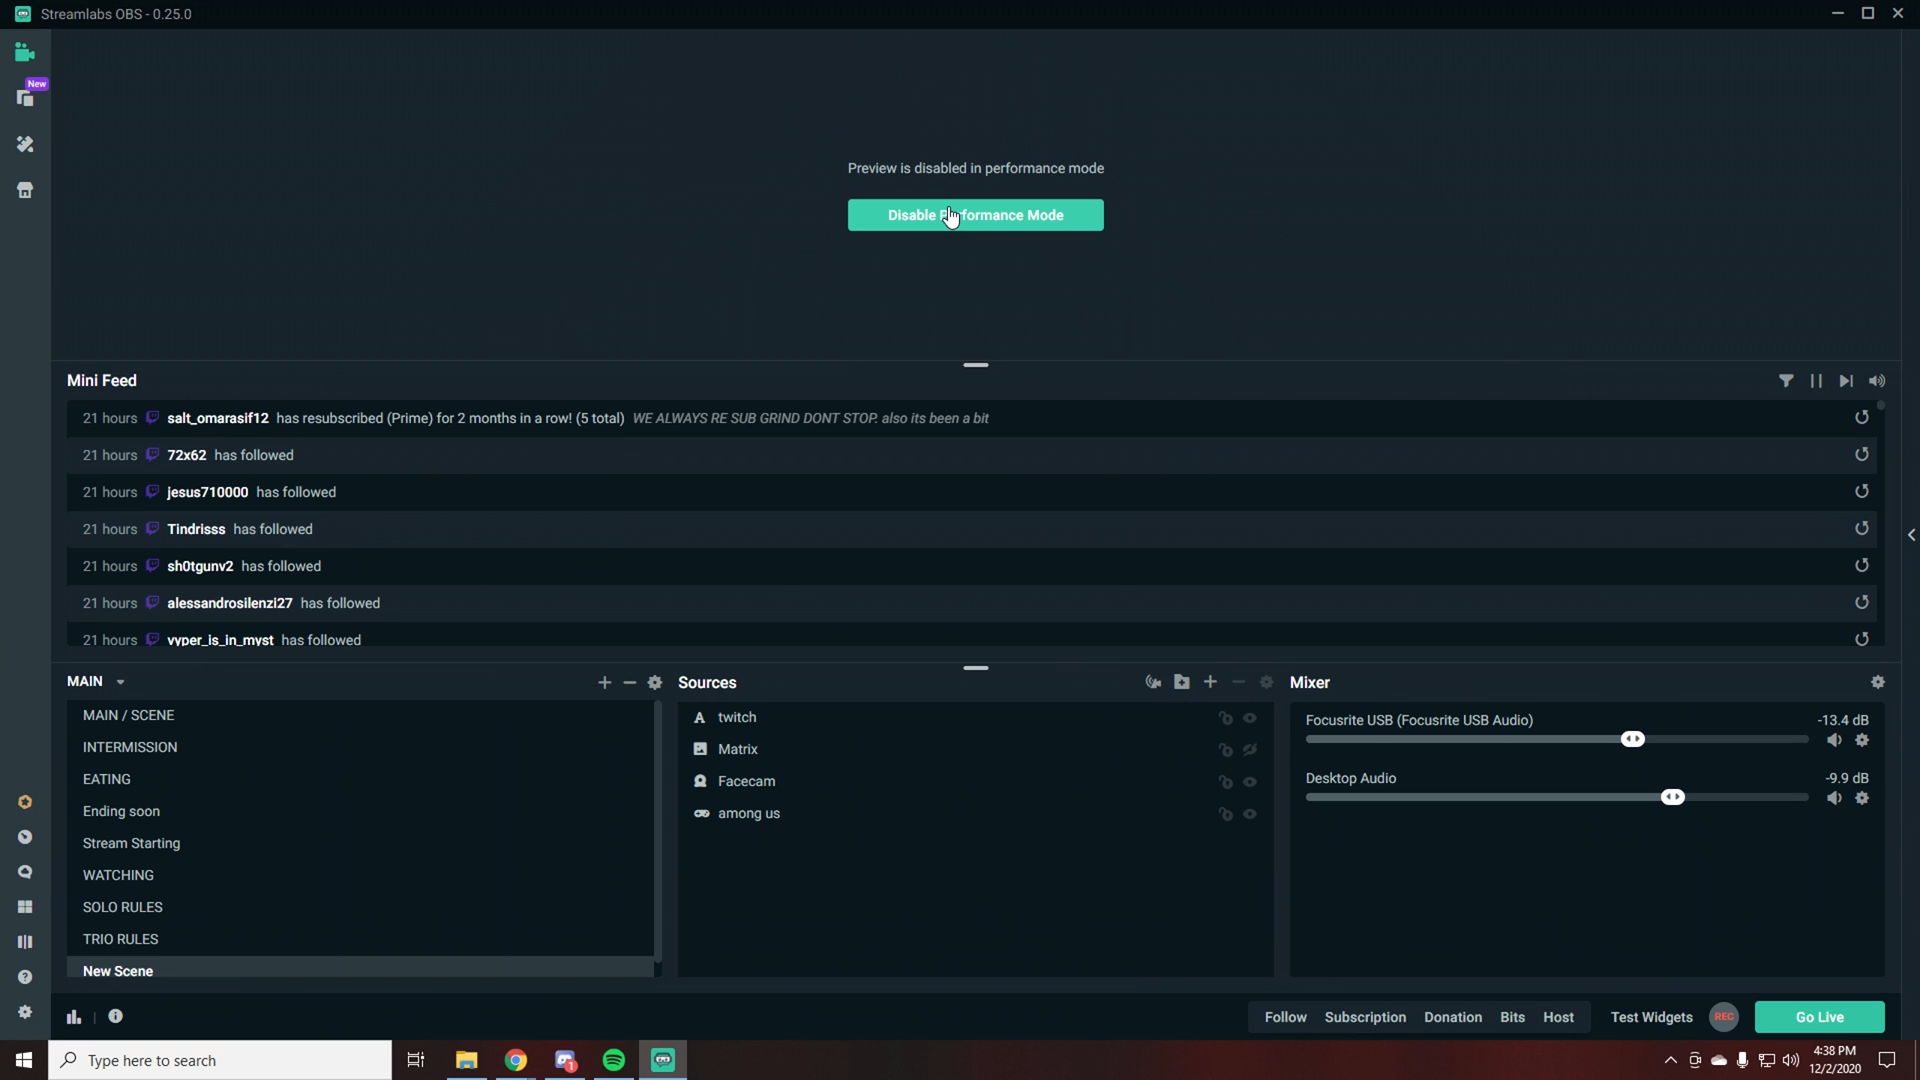 Streamlabs OBS - 0.25.0
New
Preview is disabled in performance mode
Disable Performance Mode
Mini Feed
21 hours salt_omarasif12 has resubscribed (Prime) for 2 months in a row! (5 total) WE ALWAYS RE SUB GRIND DONT STOP. also its been a bit
21 hours 72x62 has followed
21 hours jesus710000 has followed
21 hours Tindrisss has followed
21 hours sh0tgunv2 has followed
21 hours alessandrosilenzi27 has followed
21 hours vyper_is_in_myst has followed
MAIN
MAIN / SCENE
INTERMISSION
EATING
Ending soon
Stream Starting
WATCHING
SOLO RULES
TRIO RULES
New Scene
Sources
twitch
Matrix
Facecam
among us
Mixer
Focusrite USB (Focusrite USB Audio) -13.4 dB
Desktop Audio -9.9 dB
Follow Subscription Donation Bits Host Test Widgets REC Go Live
Type here to search
1
4:38 PM
12/2/2020